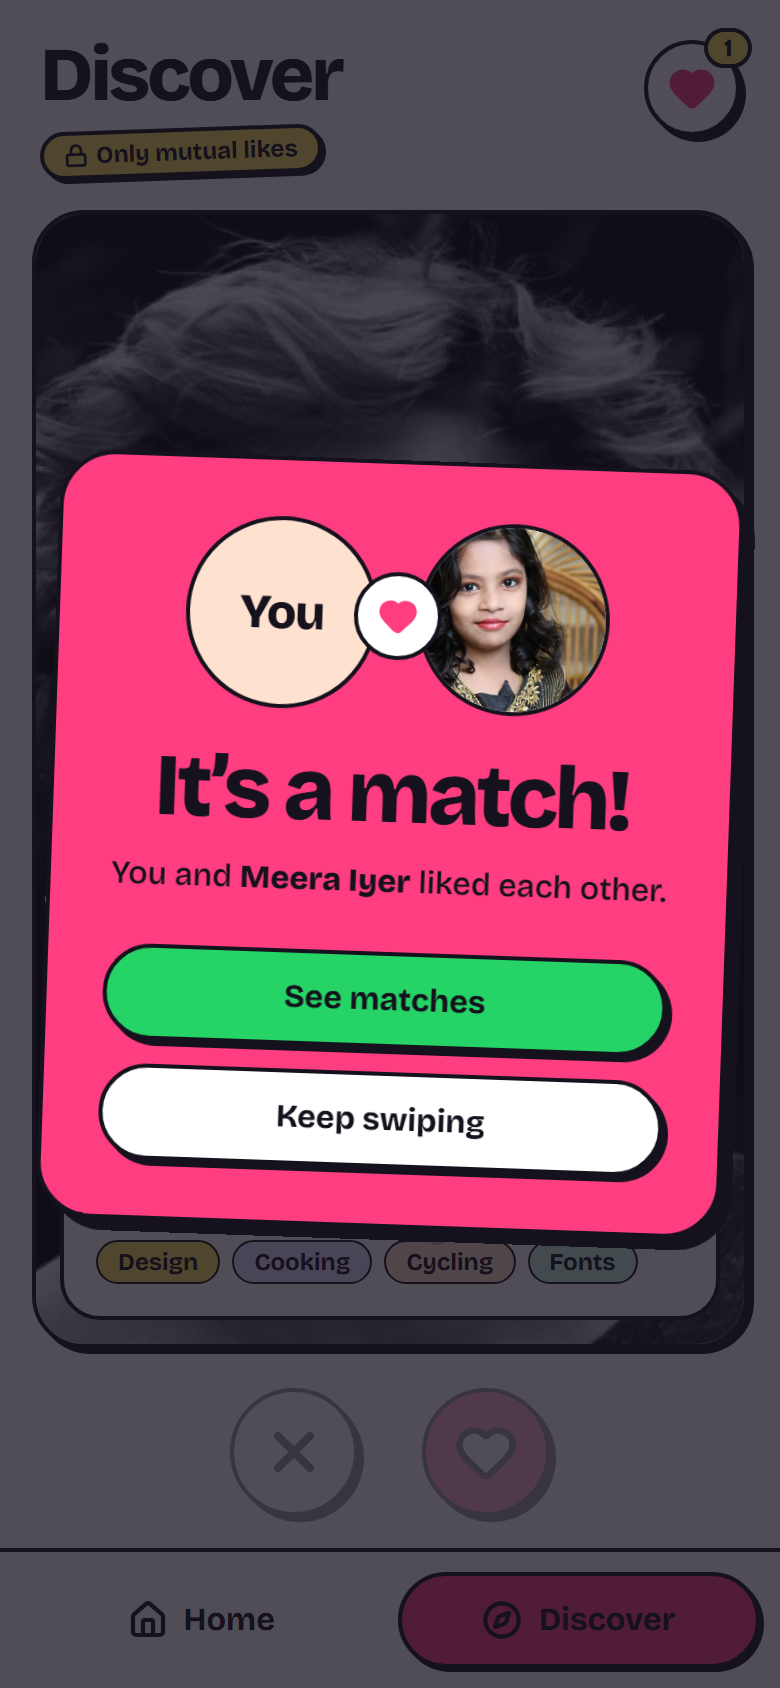 Discover
1
Only mutual likes
You
It's a match!
You and Meera Iyer liked each other.
See matches
Keep swiping
Design
Cooking
Cycling
Fonts
Home
Discover